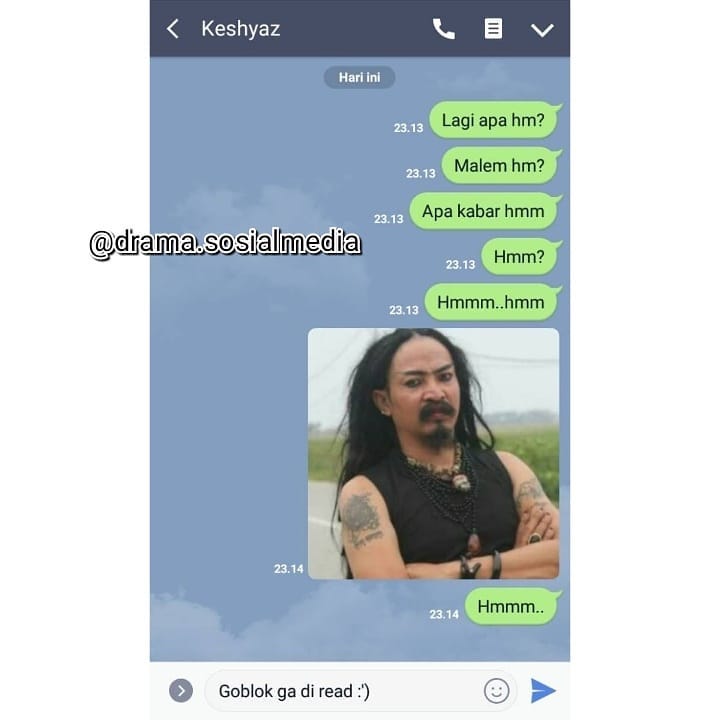 Keshyaz
Hari ini
23.13 Lagi apa hm?
23.13 Malem hm?
23.13 Apa kabar hmm
@drama.sosialmedia
23.13 Hmm?
23.13 Hmmm..hmm
23.14
23.14 Hmmm..
Goblok ga di read :')